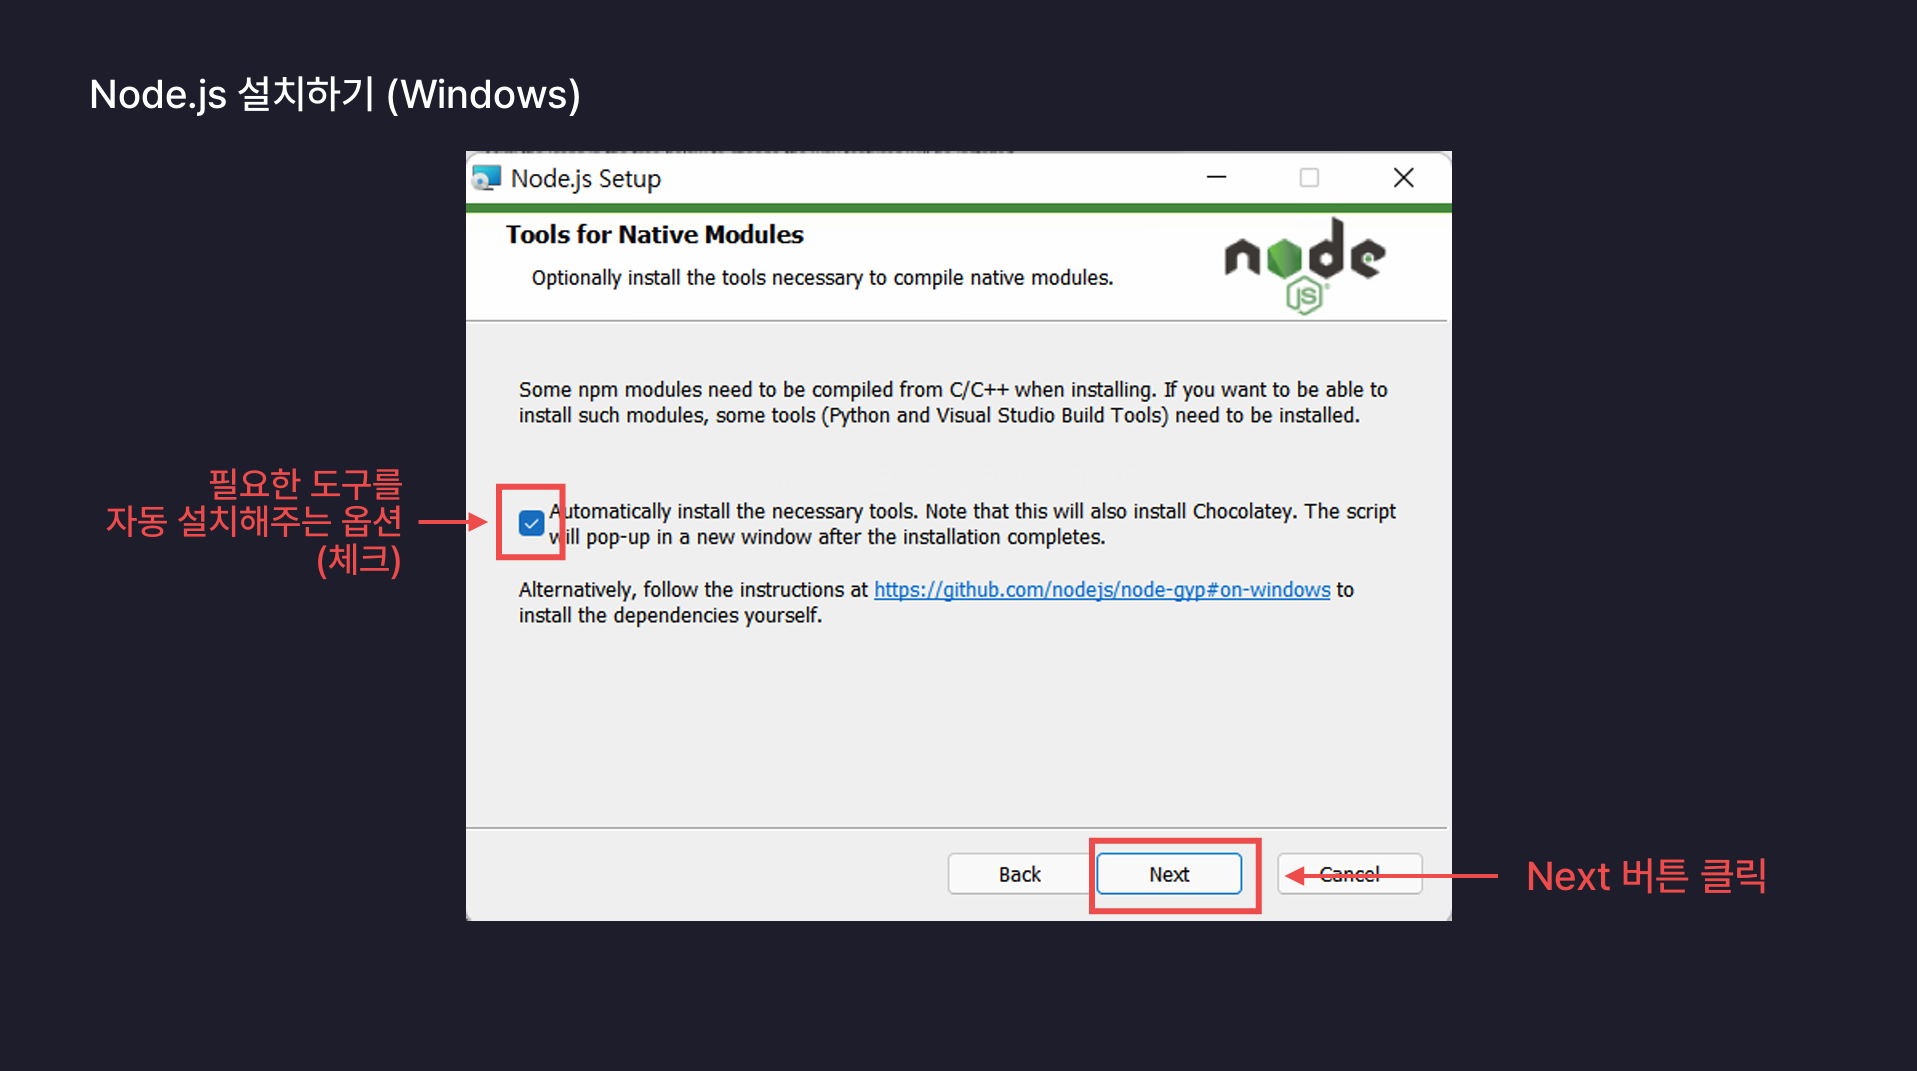 Node.js 설치하기 (Windows)
Node.js Setup
Tools for Native Modules
Optionally install the tools necessary to compile native modules.
node
JS
Some npm modules need to be compiled from C/C++ when installing. If you want to be able to
install such modules, some tools (Python and Visual Studio Build Tools) need to be installed.
필요한 도구를
자동 설치해주는 옵션
(체크)
Automatically install the necessary tools. Note that this will also install Chocolatey. The script
will pop-up in a new window after the installation completes.
Alternatively, follow the instructions at https://github.com/nodejs/node-gyp#on-windows to
install the dependencies yourself.
Back
Next
Cancel
Next 버튼 클릭